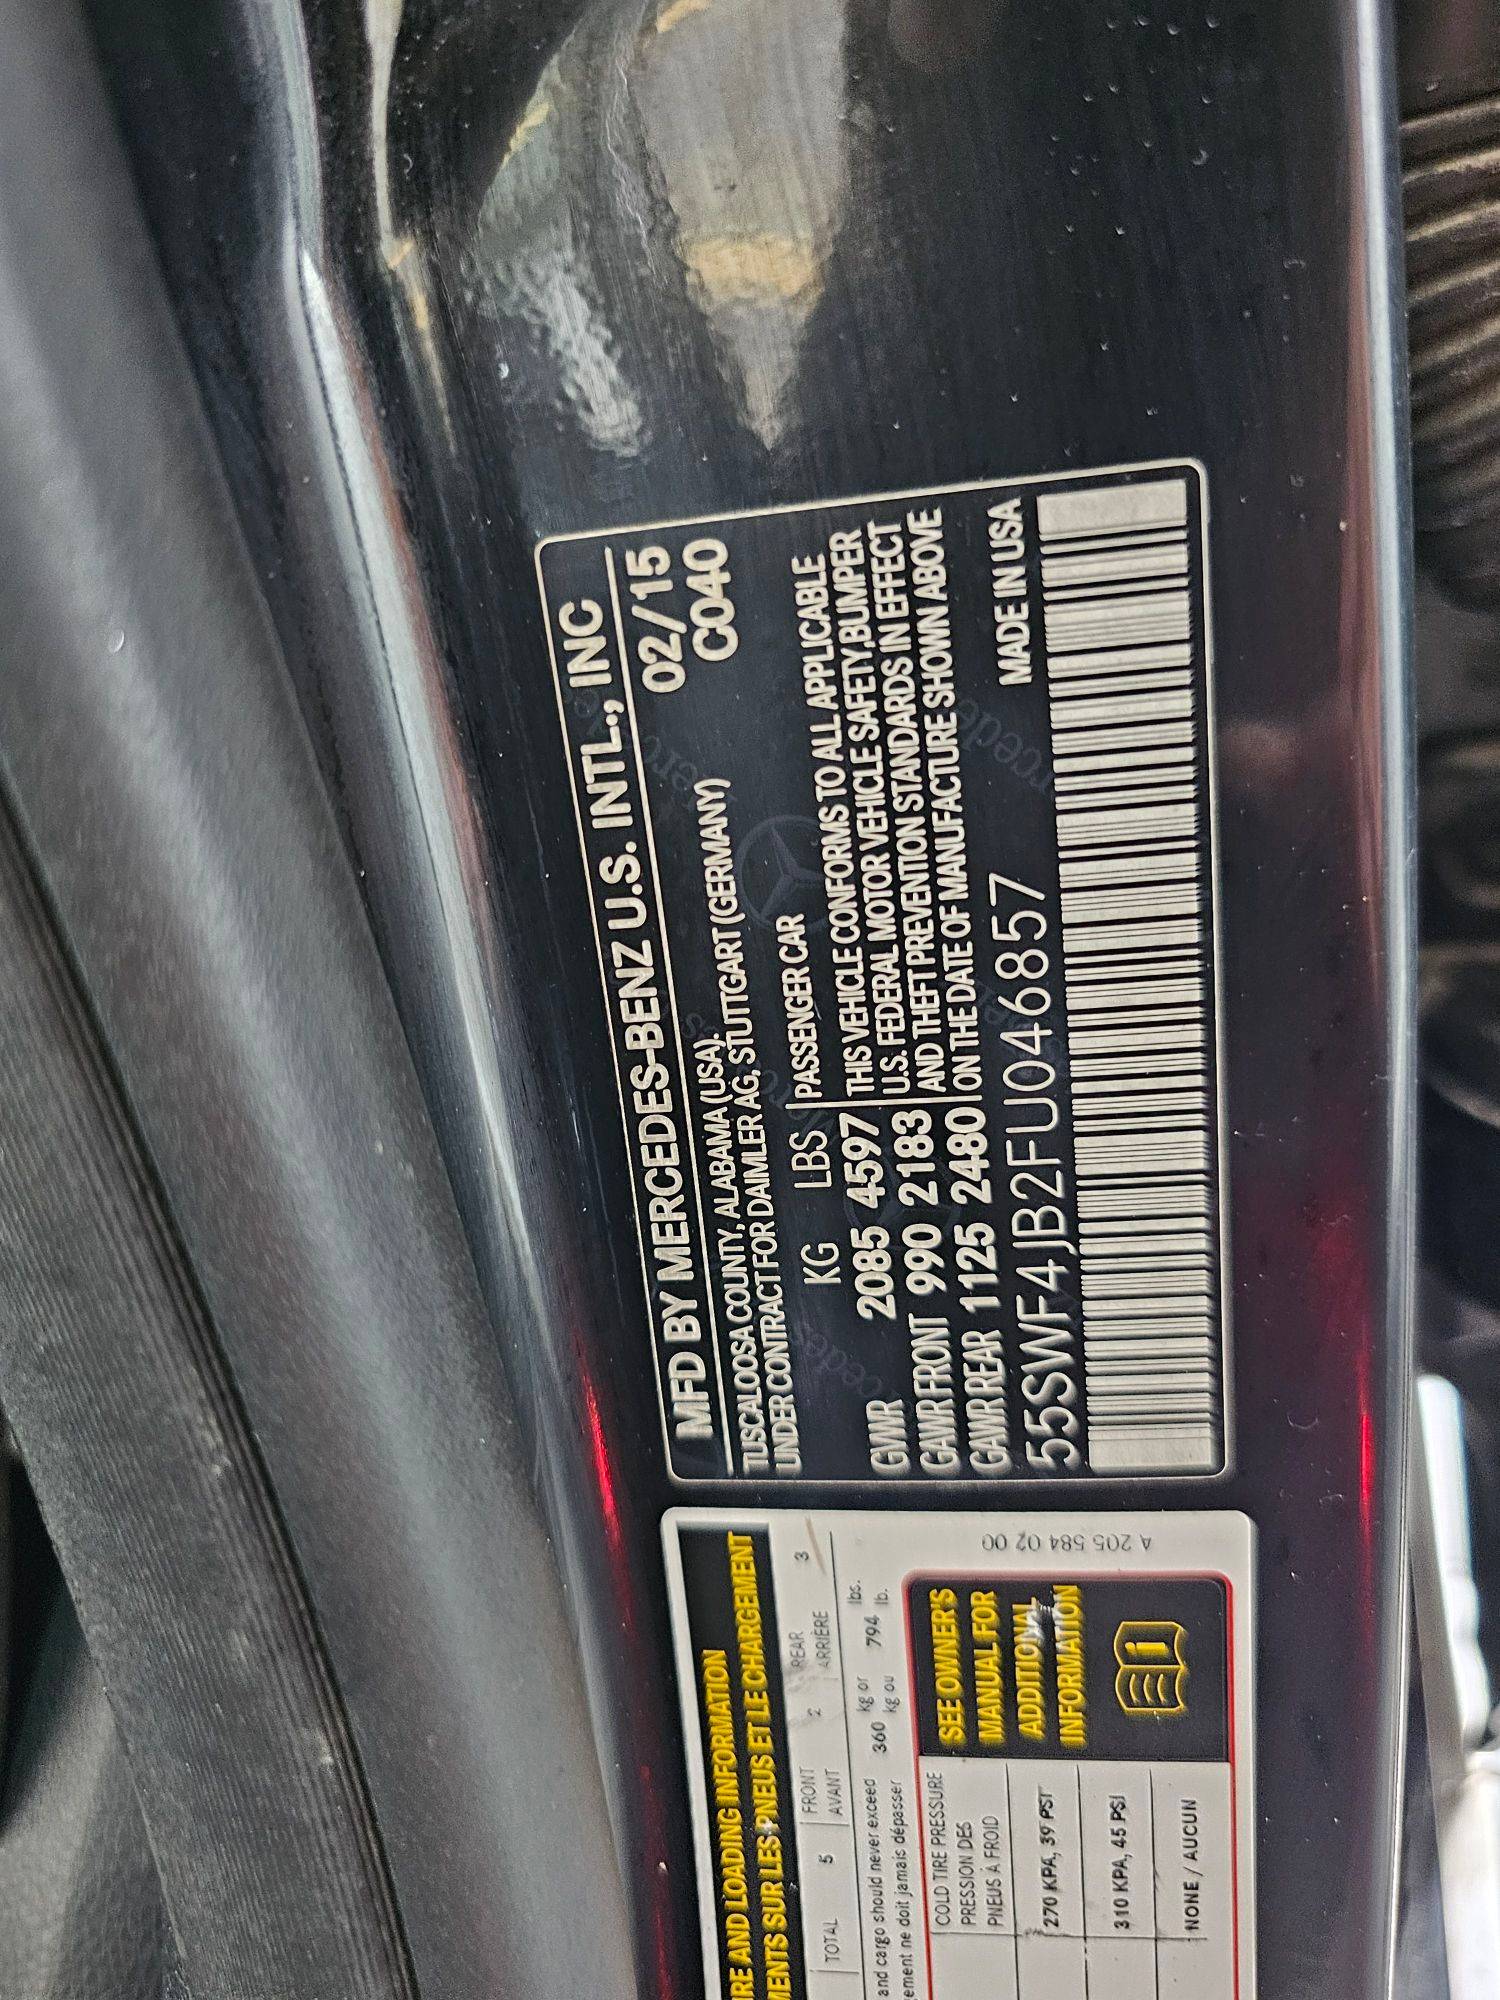 MFD BY MERCEDES-BENZ U.S. INTL., INC
TUSCALOOSA COUNTY, ALABAMA (USA). 02/15
UNDER CONTRACT FOR DAIMLER AG, STUTTGART (GERMANY) C040
KG LBS PASSENGER CAR
GVWR 2085 4597 THIS VEHICLE CONFORMS TO ALL APPLICABLE
U.S. FEDERAL MOTOR VEHICLE SAFETY,BUMPER
GAWR FRONT 990 2183 AND THEFT PREVENTION STANDARDS IN EFFECT
GAWR REAR 1125 2480 ON THE DATE OF MANUFACTURE SHOWN ABOVE
55SWF4JB2FU046857 MADE IN USA
AND LOADING INFORMATION
SUR LES PNEUS ET LE CHARGEMENT
TOTAL 5 FRONT 2 REAR 3
AVANT ARRIÈRE
and cargo should never exceed 360 kg or 794 lbs.
ne doit jamais dépasser kg ou lb.
COLD TIRE PRESSURE
PRESSION DES
PNEUS À FROID
270 KPA, 39 PSI
310 KPA, 45 PSI
NONE / AUCUN
SEE OWNER'S
MANUAL FOR
ADDITIONAL
INFORMATION
A 205 584 02 00